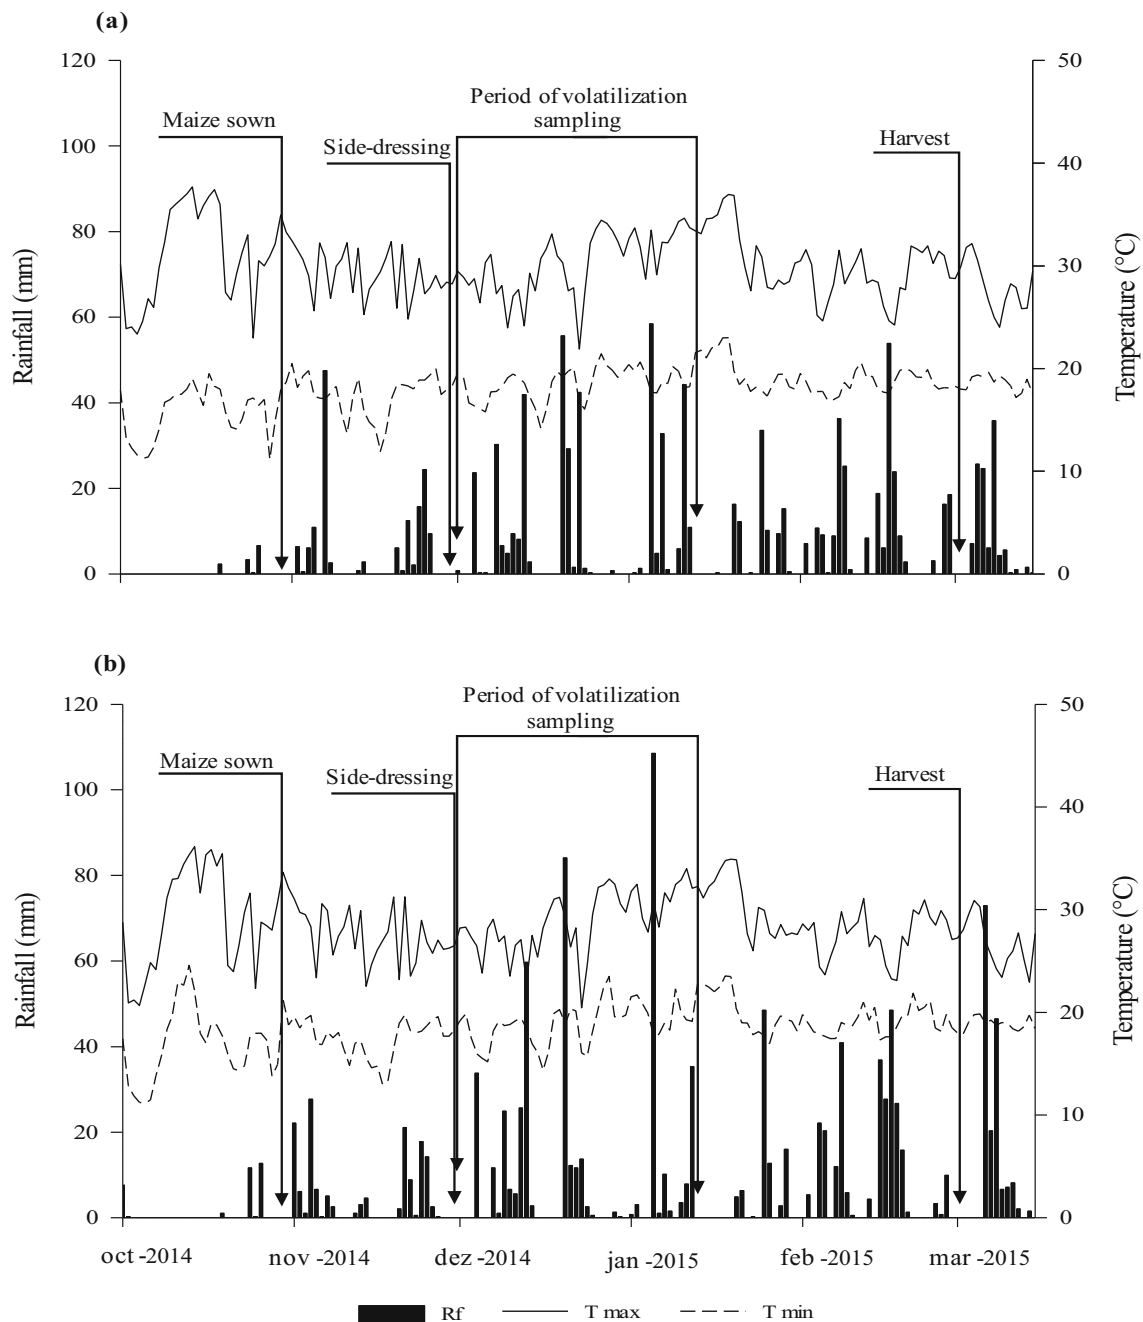 (a)
120
100
80
60
40
20
0
Rainfall (mm)
50
40
30
20
10
0
Temperature (°C)
Maize sown
Side-dressing
Period of volatilization
sampling
Harvest
(b)
120
100
80
60
40
20
0
Rainfall (mm)
50
40
30
20
10
0
Temperature (°C)
Maize sown
Side-dressing
Period of volatilization
sampling
Harvest
oct -2014
nov -2014
dez -2014
jan -2015
feb -2015
mar -2015
Rf
T max
T min